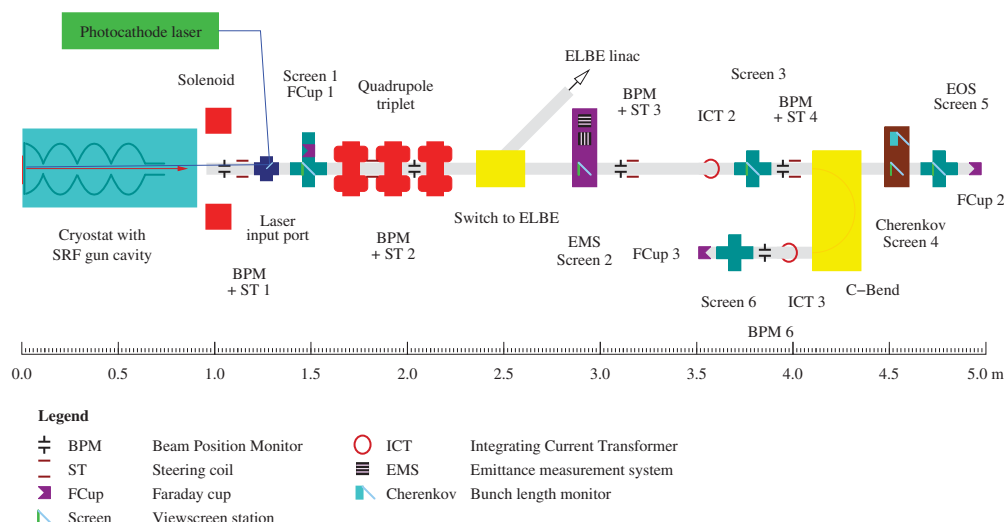 Photocathode laser
ELBE linac
Solenoid
Screen 1
FCup 1
Quadrupole
triplet
BPM
+ ST 3
ICT 2
Screen 3
BPM
+ ST 4
EOS
Screen 5
Cryostat with
SRF gun cavity
Laser
input port
BPM
+ ST 1
BPM
+ ST 2
Switch to ELBE
EMS
Screen 2
FCup 3
Screen 6
BPM 6
ICT 3
C−Bend
Cherenkov
Screen 4
FCup 2
0.0 0.5 1.0 1.5 2.0 2.5 3.0 3.5 4.0 4.5 5.0 m
Legend
BPM Beam Position Monitor
ST Steering coil
FCup Faraday cup
Screen Viewscreen station
ICT Integrating Current Transformer
EMS Emittance measurement system
Cherenkov Bunch length monitor